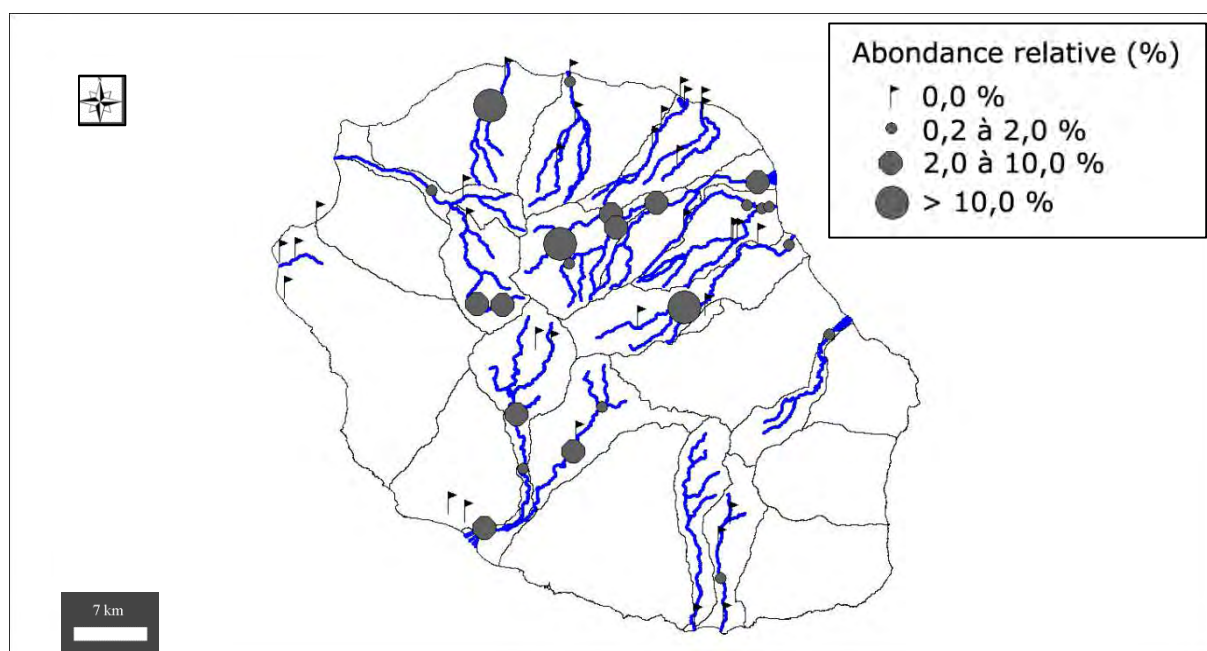 Abondance relative (%)
0,0 %
0,2 à 2,0 %
2,0 à 10,0 %
> 10,0 %
7 km